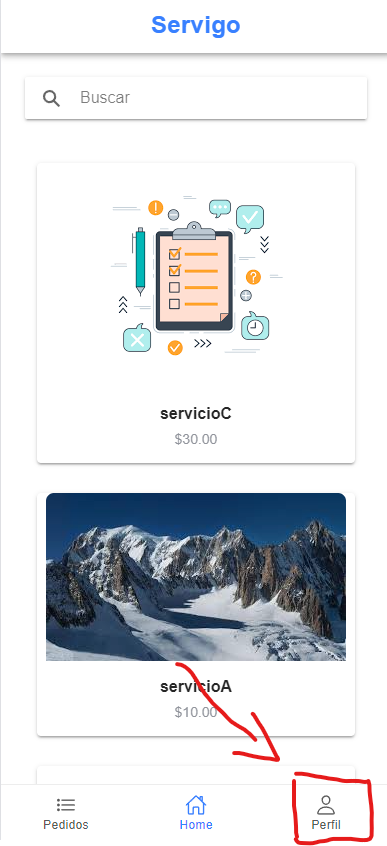 Servigo
Buscar
servicioC
$30.00
servicioA
$10.00
Pedidos
Home
Perfil